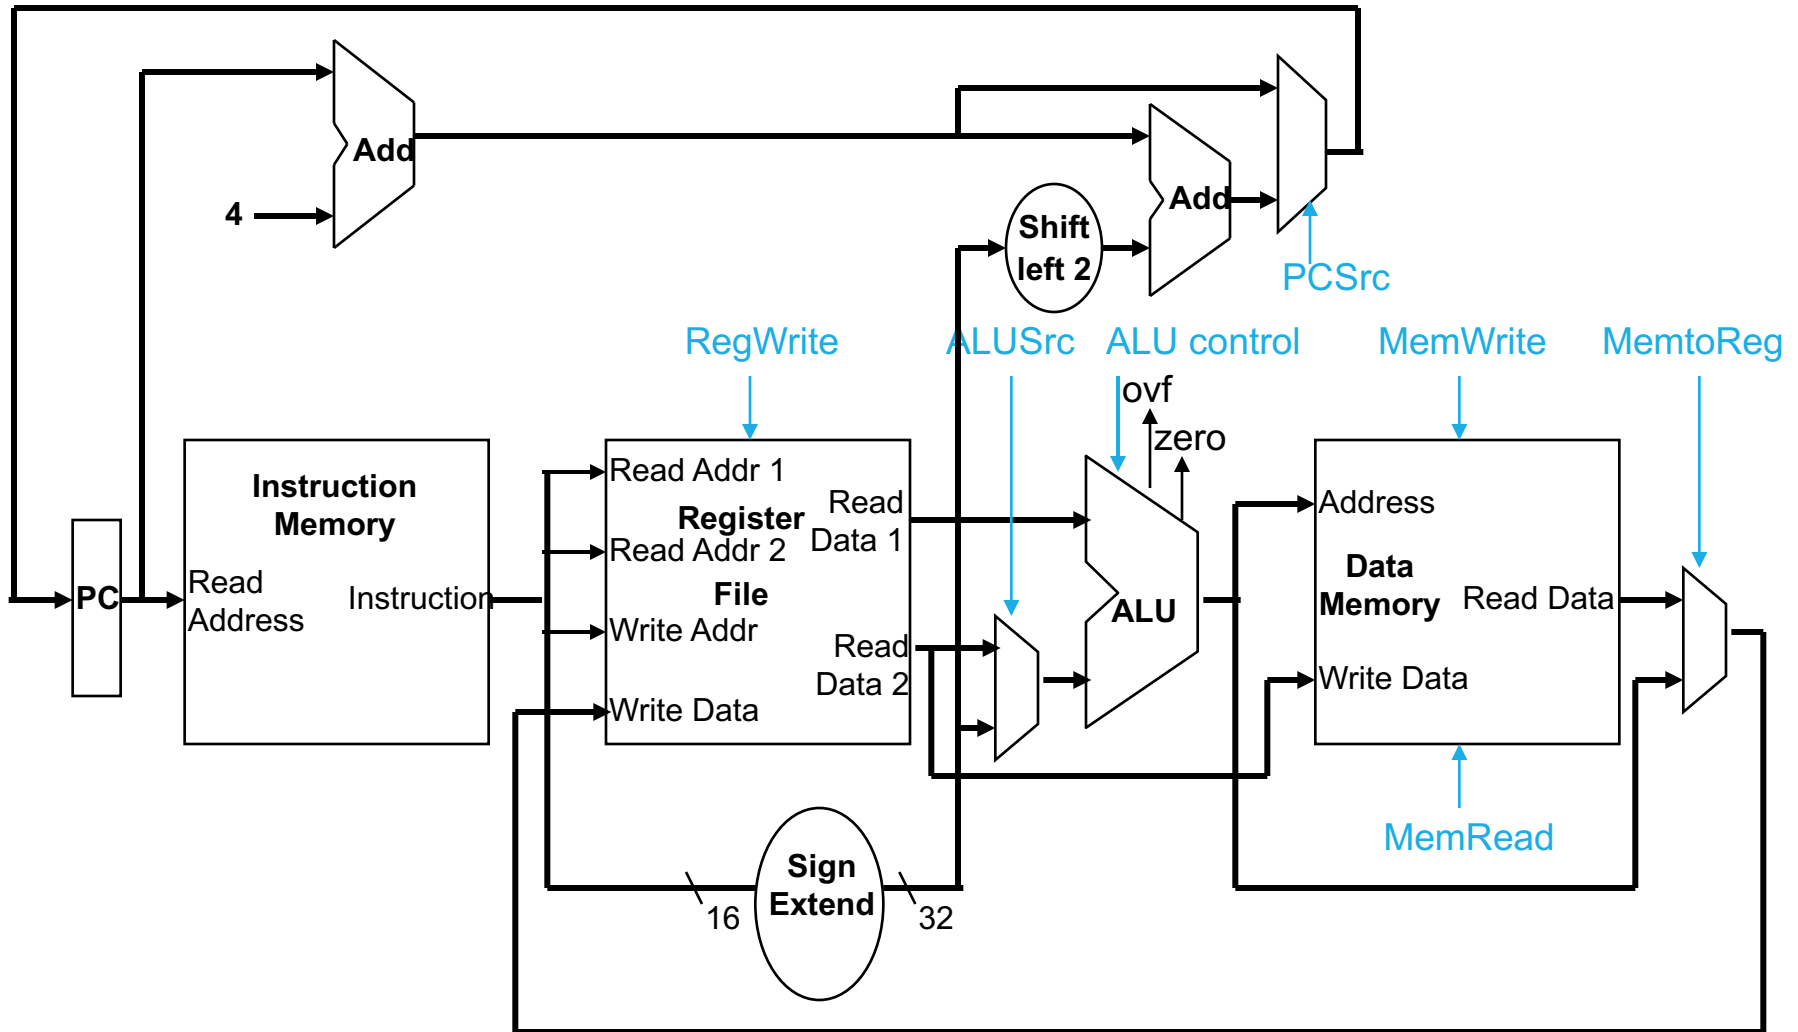 Add
4
Add
Shift
left 2
PCSrc
RegWrite
ALUSrc
ALU control
MemWrite
MemtoReg
ovf
zero
PC
Instruction
Memory
Read
Address
Instruction
Read Addr 1
Register
Read Addr 2
File
Write Addr
Write Data
Read
Data 1
Read
Data 2
ALU
Address
Data
Memory
Read Data
Write Data
MemRead
Sign
Extend
16
32